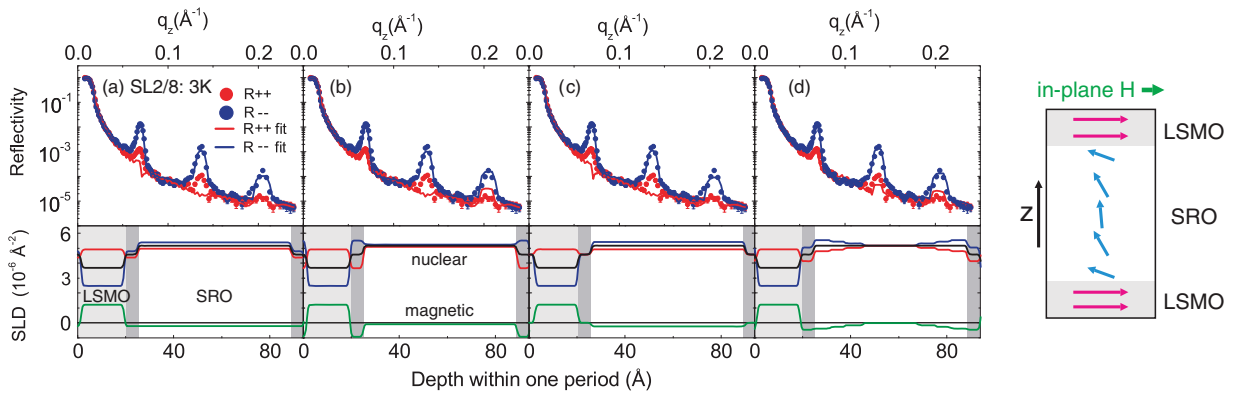 q_z(Å⁻¹) q_z(Å⁻¹) q_z(Å⁻¹) q_z(Å⁻¹)
0.0 0.1 0.2 0.0 0.1 0.2 0.0 0.1 0.2 0.0 0.1 0.2
Reflectivity
10⁻¹
10⁻³
10⁻⁵
(a) SL2/8: 3K
R++
R--
R++ fit
R-- fit
(b)
(c)
(d)
SLD (10⁻⁶ Å⁻²)
6
3
0
LSMO
SRO
nuclear
magnetic
0 40 80 0 40 80 0 40 80 0 40 80
Depth within one period (Å)
in-plane H
LSMO
z
SRO
LSMO